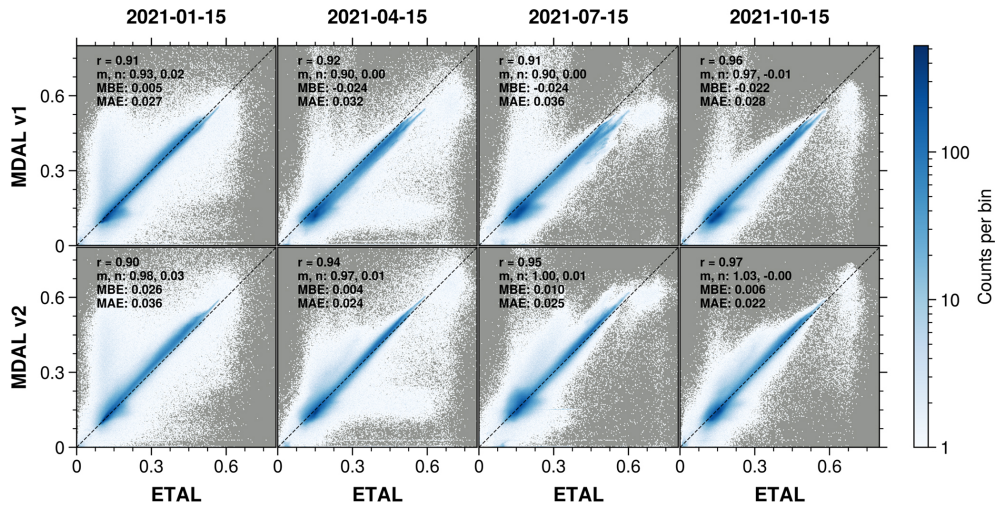 2021-01-15 2021-04-15 2021-07-15 2021-10-15
MDAL v1
0.6
0.3
0
r = 0.91
m, n: 0.93, 0.02
MBE: 0.005
MAE: 0.027
r = 0.92
m, n: 0.90, 0.00
MBE: -0.024
MAE: 0.032
r = 0.91
m, n: 0.90, 0.00
MBE: -0.024
MAE: 0.036
r = 0.96
m, n: 0.97, -0.01
MBE: -0.022
MAE: 0.028
MDAL v2
0.6
0.3
0
r = 0.90
m, n: 0.98, 0.03
MBE: 0.026
MAE: 0.036
r = 0.94
m, n: 0.97, 0.01
MBE: 0.004
MAE: 0.024
r = 0.95
m, n: 1.00, 0.01
MBE: 0.010
MAE: 0.025
r = 0.97
m, n: 1.03, -0.00
MBE: 0.006
MAE: 0.022
0 0.3 0.6 0 0.3 0.6 0 0.3 0.6 0 0.3 0.6
ETAL ETAL ETAL ETAL
100
10
1
Counts per bin